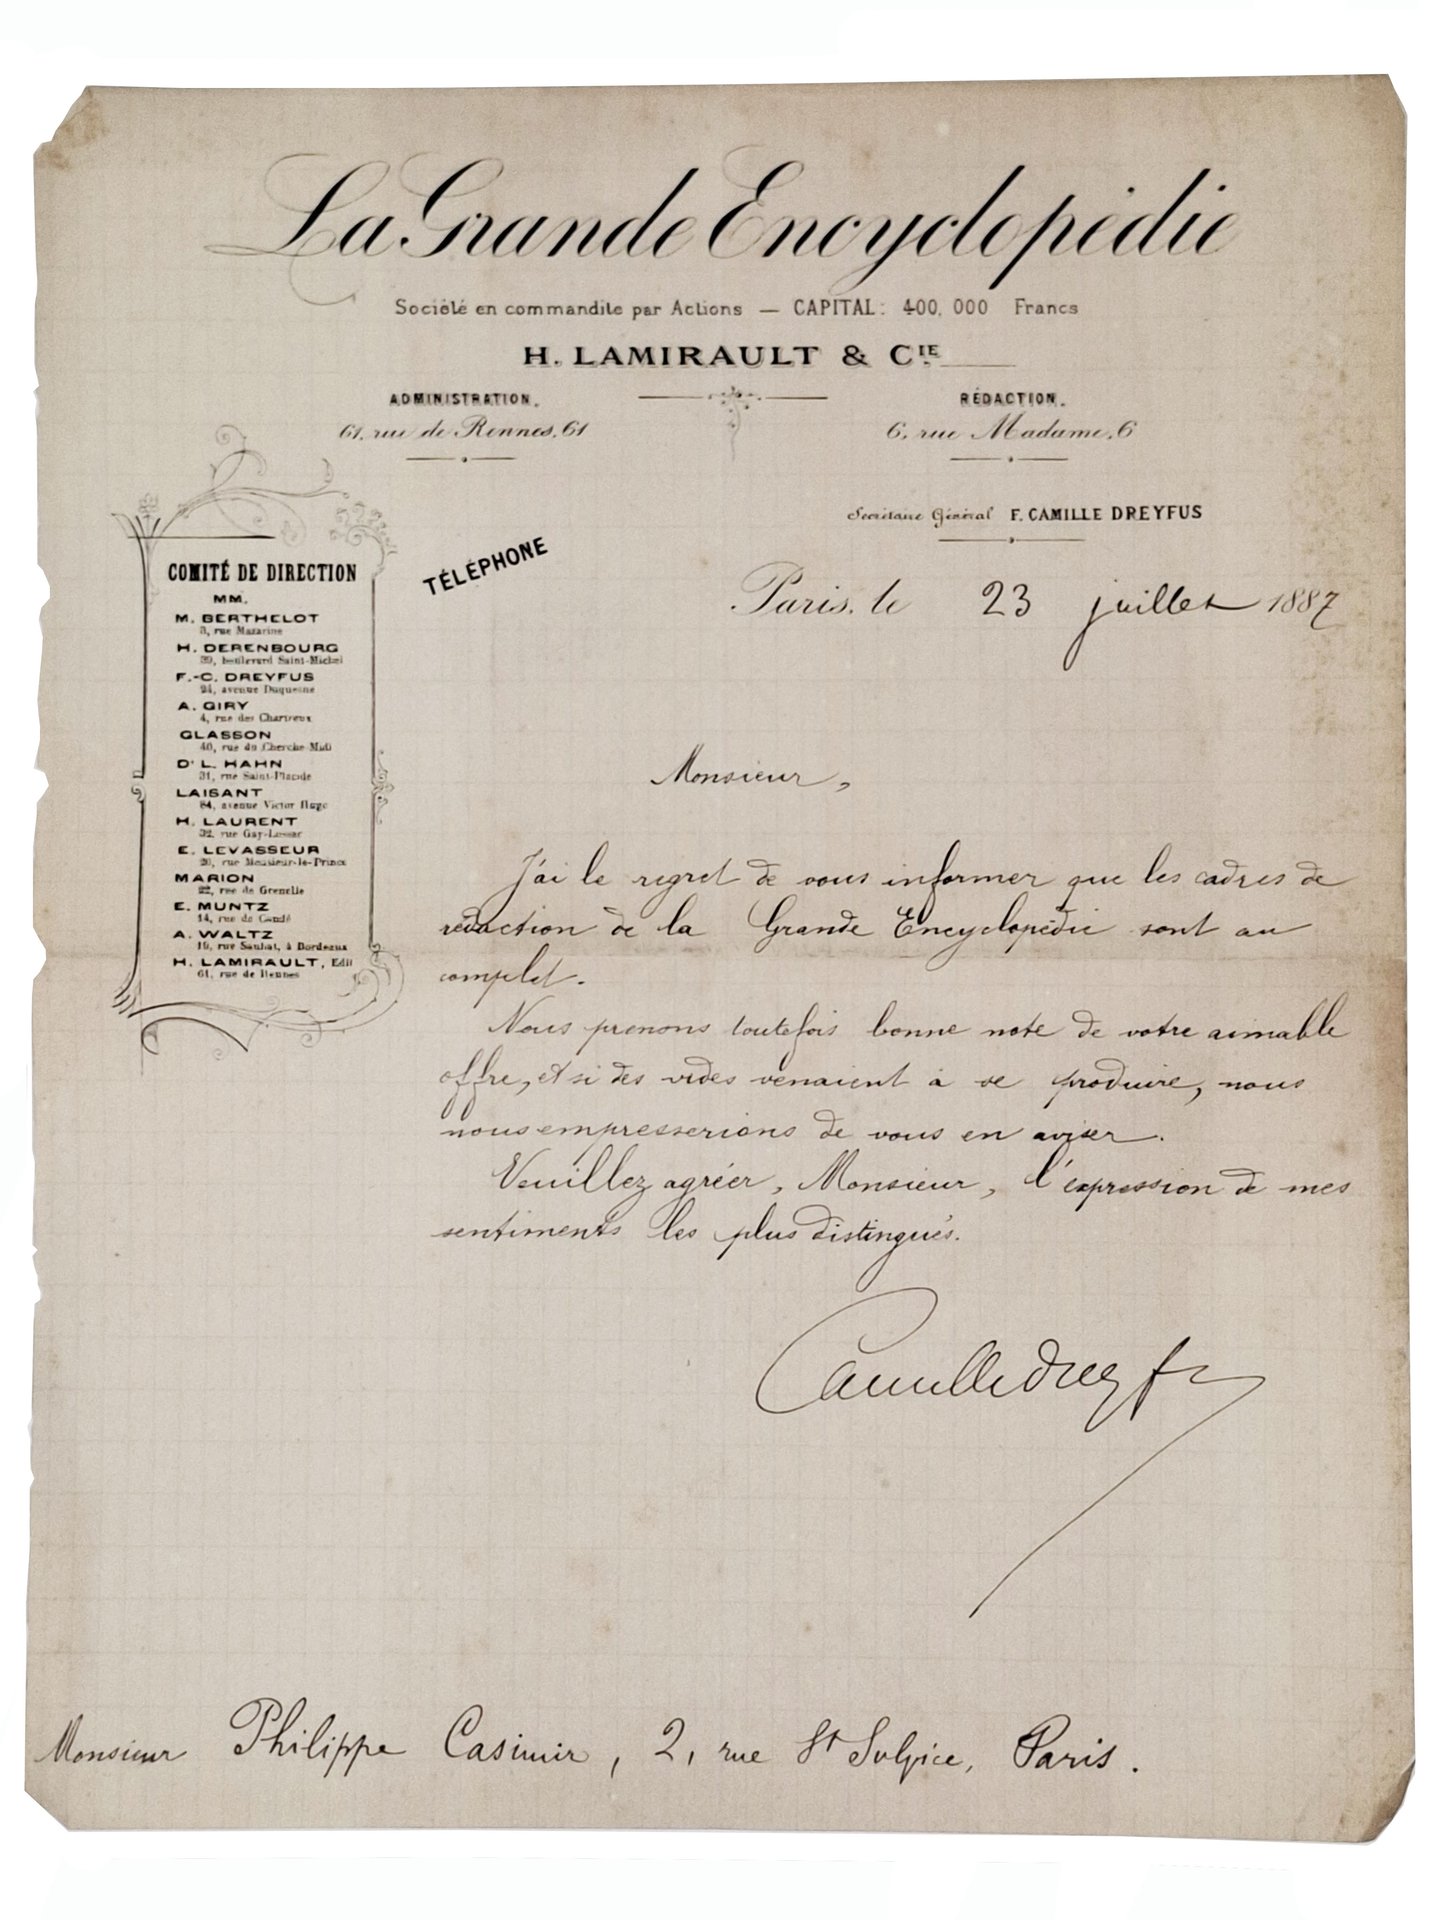 La Grande Encyclopédie
Société en commandite par Actions — CAPITAL: 400,000 Francs
H. LAMIRAULT & CIE
ADMINISTRATION.
61, rue de Rennes, 61
RÉDACTION.
6, rue Madame, 6
Secrétaire Général F. CAMILLE DREYFUS
TÉLÉPHONE
Paris, le 23 juillet 1887
COMITÉ DE DIRECTION
MM.
M. BERTHELOT
3, rue Mazarine
H. DERENBOURG
39, boulevard Saint-Michel
F.-C. DREYFUS
24, avenue Duquesne
A. GIRY
4, rue des Chartreux
GLASSON
40, rue du Cherche-Midi
Dr L. HAHN
31, rue Saint-Placide
LAISANT
84, avenue Victor Hugo
H. LAURENT
32, rue Gay-Lussac
E. LEVASSEUR
26, rue Monsieur-le-Prince
MARION
22, rue de Grenelle
E. MUNTZ
14, rue de Condé
A. WALTZ
rue à Bordeaux
H. LAMIRAULT, Edit
61, rue de Rennes
Monsieur,
J'ai le regret de vous informer que les cadres de
rédaction de la Grande Encyclopédie sont au
complet.
Nous prenons toutefois bonne note de votre aimable
offre, et si des vides venaient à se produire, nous
nous empresserions de vous en aviser.
Veuillez agréer, Monsieur, l'expression de mes
sentiments les plus distingués.
Camille Dreyfus
Monsieur Philippe Casimir, 2, rue St Sulpice, Paris.